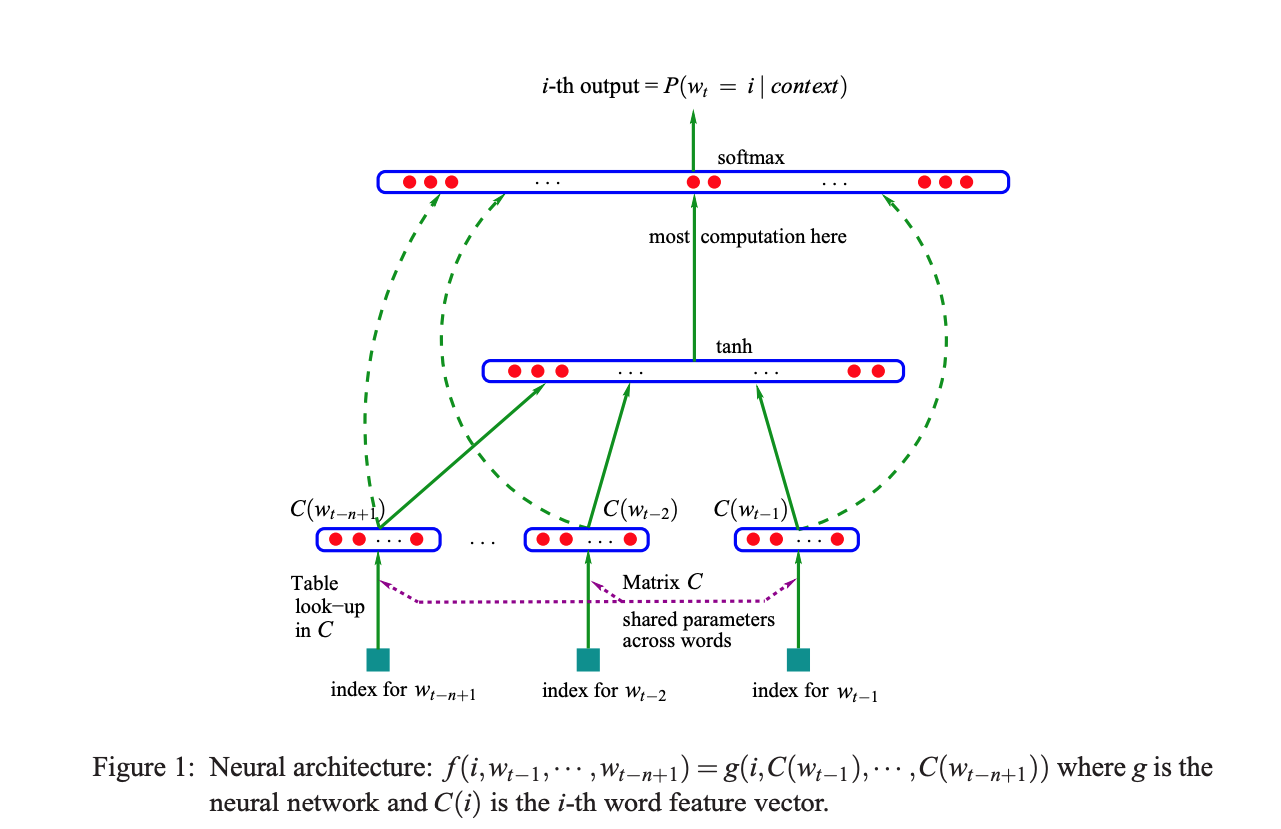 i-th output = P(w_t = i | context)
softmax
● ● ● . . . ● ● . . . ● ● ●
most computation here
tanh
. . . . . .
C(w_{t−n+1}) C(w_{t−2}) C(w_{t−1})
. . . . . . . . . . . .
Table
look−up
in C
Matrix C
shared parameters
across words
index for w_{t−n+1} index for w_{t−2} index for w_{t−1}
Figure 1: Neural architecture: f(i,w_{t−1},··· ,w_{t−n+1}) = g(i,C(w_{t−1}),··· ,C(w_{t−n+1})) where g is the
neural network and C(i) is the i-th word feature vector.